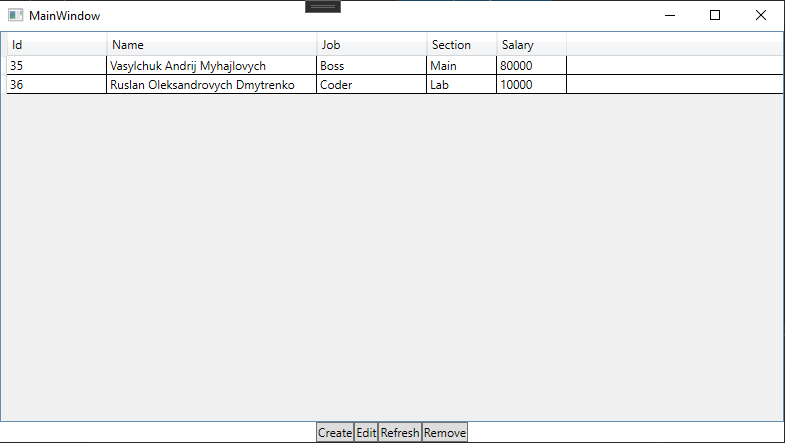 MainWindow
Id Name Job Section Salary
35 Vasylchuk Andrij Myhajlovych Boss Main 80000
36 Ruslan Oleksandrovych Dmytrenko Coder Lab 10000
Create Edit Refresh Remove